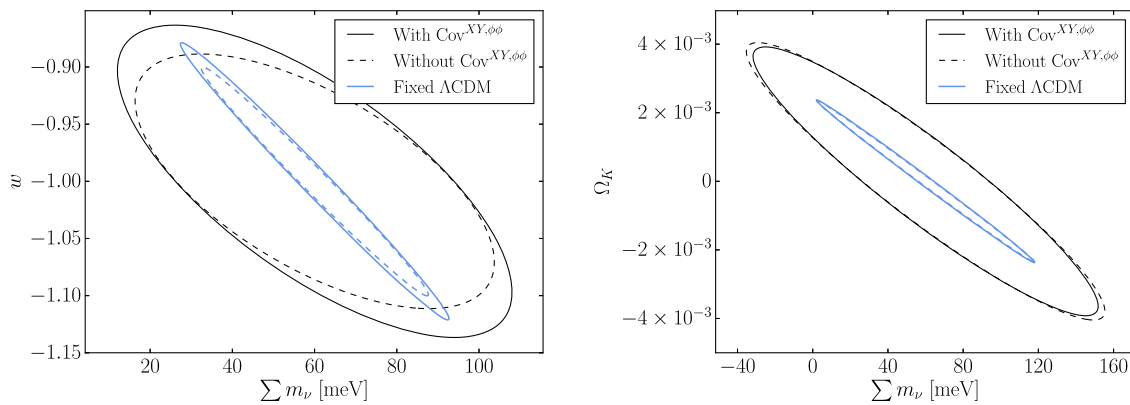 With Cov^{XY,ϕϕ}
Without Cov^{XY,ϕϕ}
Fixed ΛCDM
−0.90
−0.95
−1.00
−1.05
−1.10
−1.15
w
20 40 60 80 100
∑ m_ν [meV]
With Cov^{XY,ϕϕ}
Without Cov^{XY,ϕϕ}
Fixed ΛCDM
4 × 10⁻³
2 × 10⁻³
0
−2 × 10⁻³
−4 × 10⁻³
Ω_K
−40 0 40 80 120 160
∑ m_ν [meV]